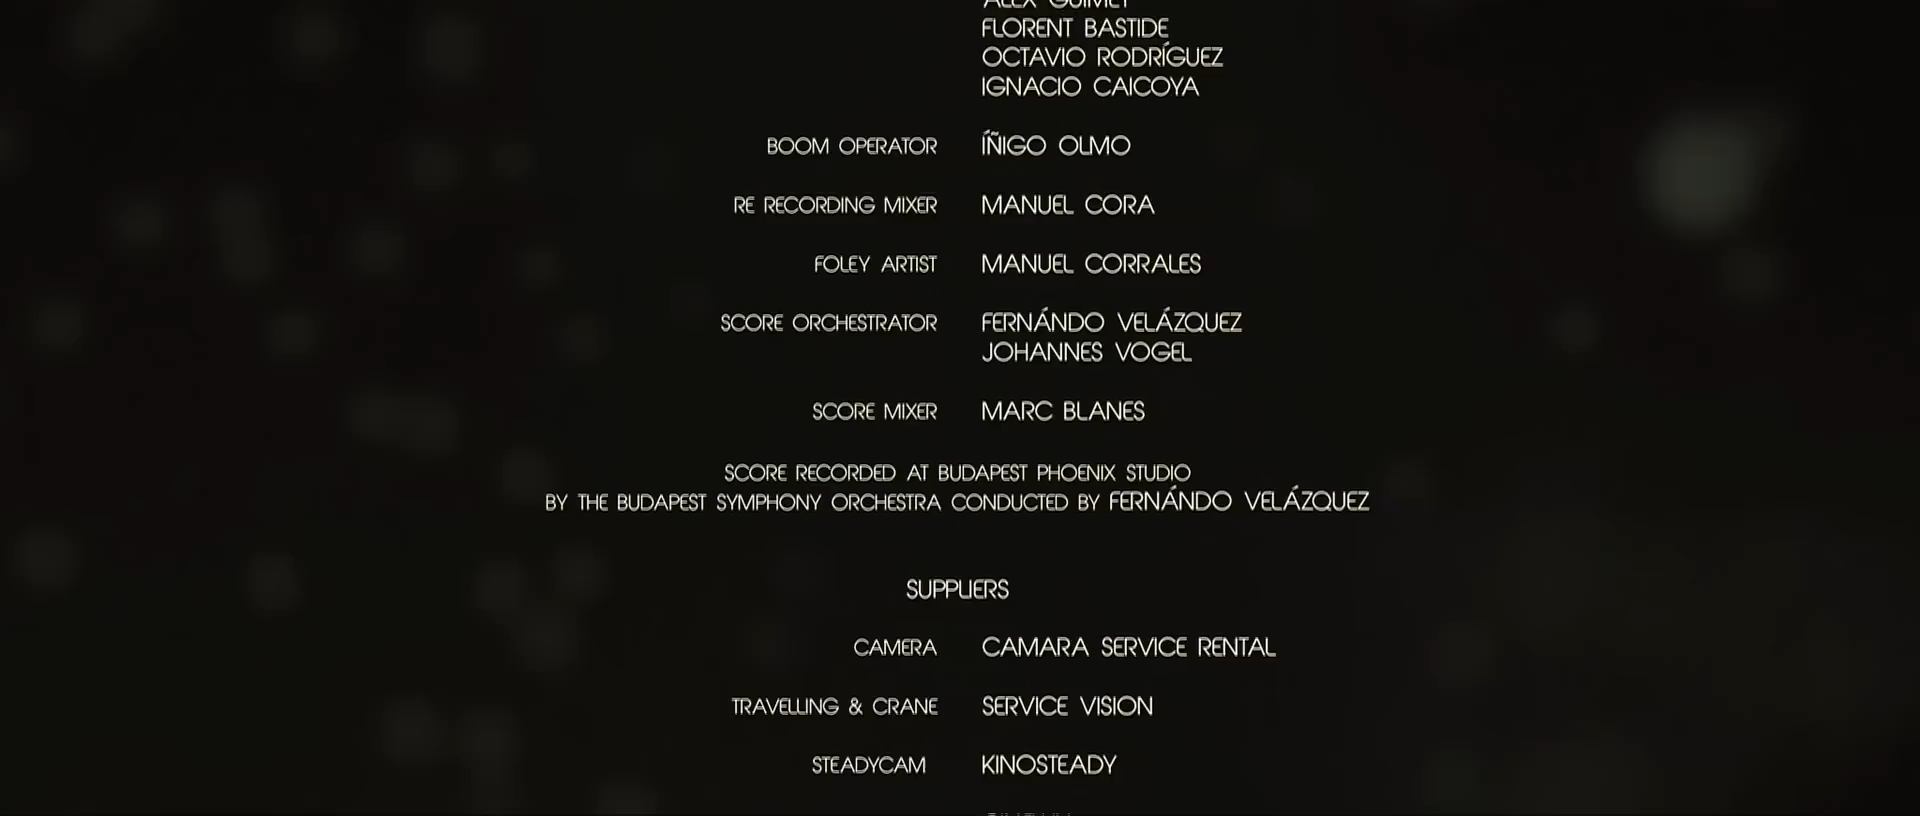 FLORENT BASTIDE
OCTAVIO RODRÍGUEZ
IGNACIO CAICOYA
BOOM OPERATOR ÍÑIGO OLMO
RE RECORDING MIXER MANUEL CORA
FOLEY ARTIST MANUEL CORRALES
SCORE ORCHESTRATOR FERNÁNDO VELÁZQUEZ
JOHANNES VOGEL
SCORE MIXER MARC BLANES
SCORE RECORDED AT BUDAPEST PHOENIX STUDIO
BY THE BUDAPEST SYMPHONY ORCHESTRA CONDUCTED BY FERNÁNDO VELÁZQUEZ
SUPPLIERS
CAMERA CAMARA SERVICE RENTAL
TRAVELLING & CRANE SERVICE VISION
STEADYCAM KINOSTEADY